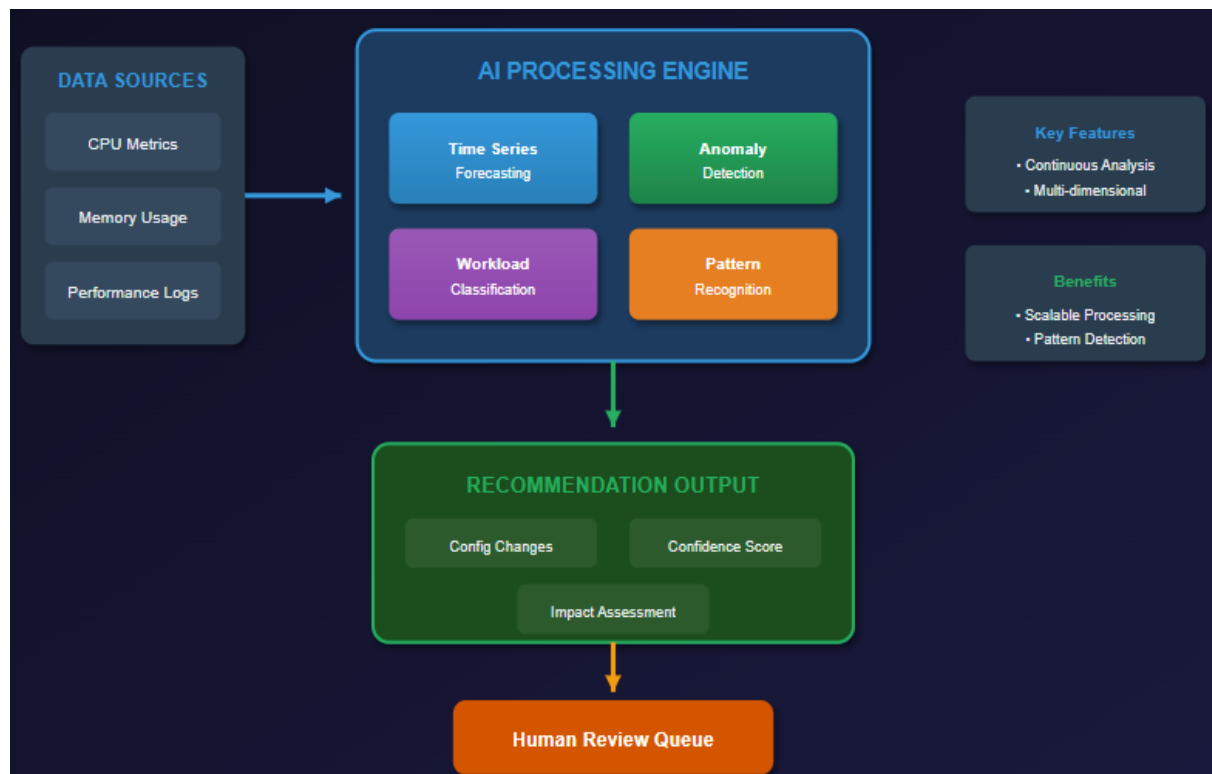 DATA SOURCES
CPU Metrics
Memory Usage
Performance Logs
AI PROCESSING ENGINE
Time Series
Forecasting
Anomaly
Detection
Workload
Classification
Pattern
Recognition
Key Features
• Continuous Analysis
• Multi-dimensional
Benefits
• Scalable Processing
• Pattern Detection
RECOMMENDATION OUTPUT
Config Changes
Confidence Score
Impact Assessment
Human Review Queue